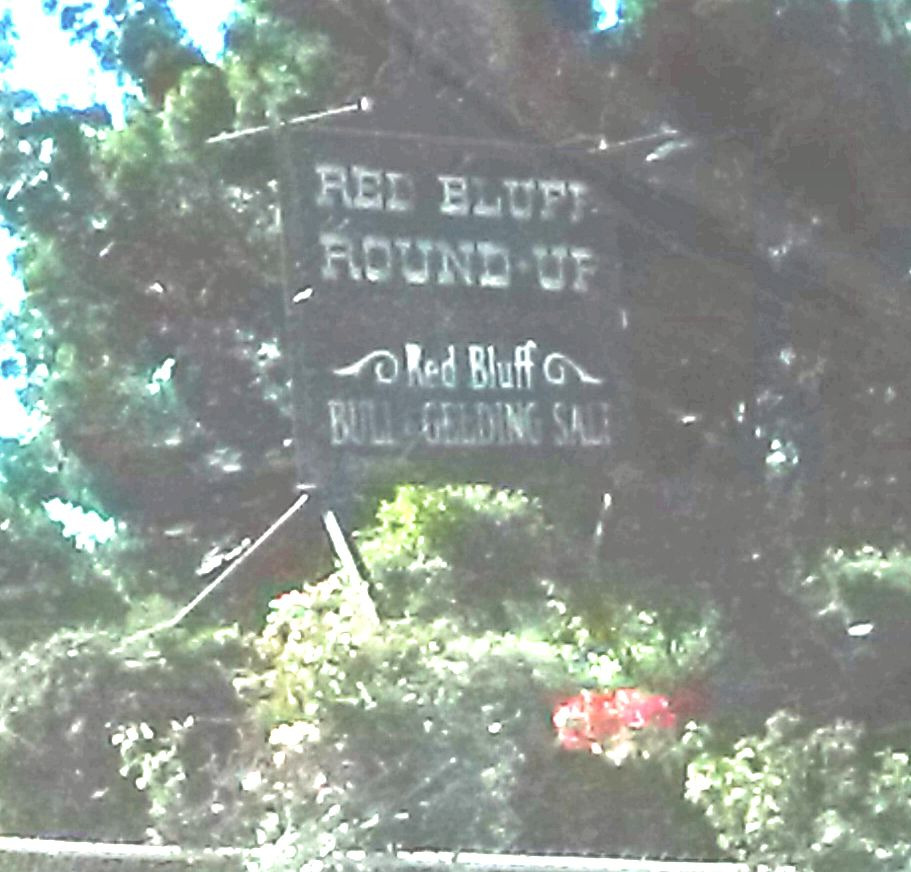 RED BLUFF
ROUND-UP
Red Bluff
BULL & GELDING SALE